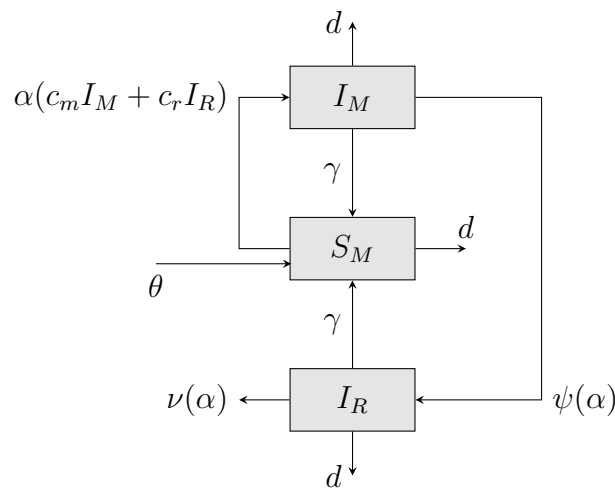 d
α(c_m I_M + c_r I_R)
I_M
γ
S_M
d
θ
γ
ν(α)
I_R
ψ(α)
d